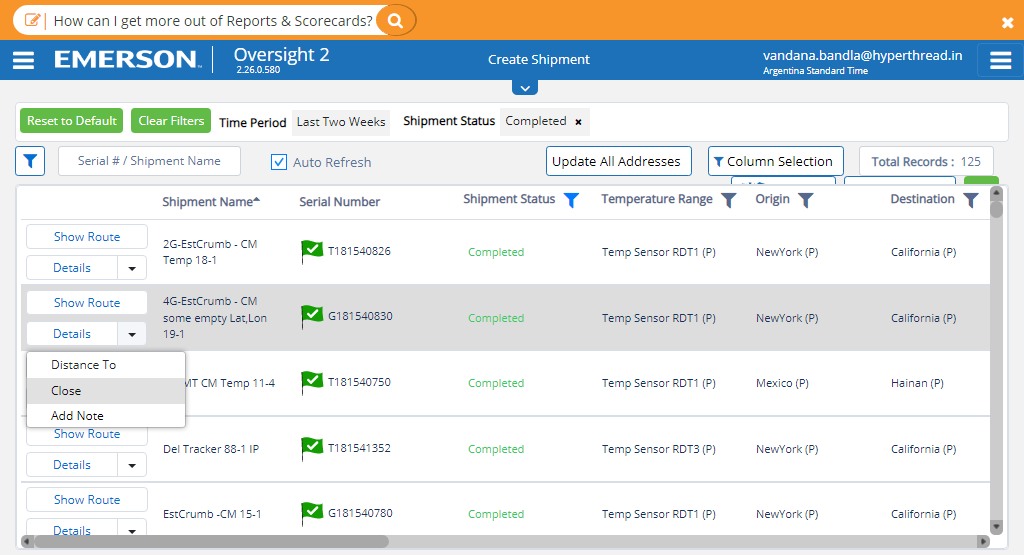 How can I get more out of Reports & Scorecards?
EMERSON.
Oversight 2
2.26.0.580
Create Shipment
vandana.bandla@hyperthread.in
Argentina Standard Time
Reset to Default
Clear Filters
Time Period
Last Two Weeks
Shipment Status
Completed ×
Serial # / Shipment Name
Auto Refresh
Update All Addresses
Column Selection
Total Records : 125
Shipment Name
Serial Number
Shipment Status
Temperature Range
Origin
Destination
Show Route
Details
2G-EstCrumb - CM
Temp 18-1
T181540826
Completed
Temp Sensor RDT1 (P)
NewYork (P)
California (P)
Show Route
Details
4G-EstCrumb - CM
some empty Lat,Lon
19-1
G181540830
Completed
Temp Sensor RDT1 (P)
NewYork (P)
California (P)
Distance To
Close
Add Note
MT CM Temp 11-4
T181540750
Completed
Temp Sensor RDT1 (P)
Mexico (P)
Hainan (P)
Show Route
Details
Del Tracker 88-1 IP
T181541352
Completed
Temp Sensor RDT3 (P)
NewYork (P)
California (P)
Show Route
Details
EstCrumb -CM 15-1
G181540780
Completed
Temp Sensor RDT1 (P)
NewYork (P)
California (P)